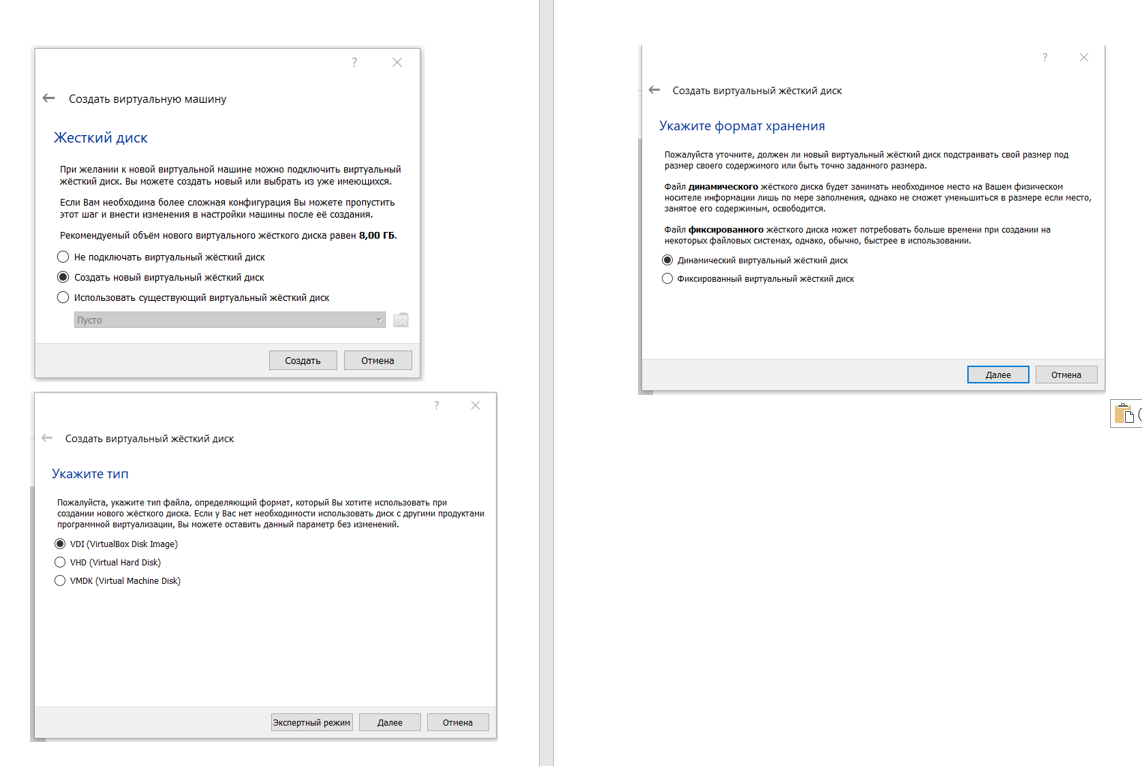 Создать виртуальную машину
Жесткий диск
При желании к новой виртуальной машине можно подключить виртуальный
жёсткий диск. Вы можете создать новый или выбрать из уже имеющихся.
Если Вам необходима более сложная конфигурация Вы можете пропустить
этот шаг и внести изменения в настройки машины после её создания.
Рекомендуемый объём нового виртуального жёсткого диска равен 8,00 ГБ.
Не подключать виртуальный жёсткий диск
Создать новый виртуальный жёсткий диск
Использовать существующий виртуальный жёсткий диск
Пусто
Создать Отмена
Создать виртуальный жёсткий диск
Укажите тип
Пожалуйста, укажите тип файла, определяющий формат, который Вы хотите использовать при
создании нового жёсткого диска. Если у Вас нет необходимости использовать диск с другими продуктами
программной виртуализации, Вы можете оставить данный параметр без изменений.
VDI (VirtualBox Disk Image)
VHD (Virtual Hard Disk)
VMDK (Virtual Machine Disk)
Экспертный режим Далее Отмена
Создать виртуальный жёсткий диск
Укажите формат хранения
Пожалуйста уточните, должен ли новый виртуальный жёсткий диск подстраивать свой размер под
размер своего содержимого или быть точно заданного размера.
Файл динамического жёсткого диска будет занимать необходимое место на Вашем физическом
носителе информации лишь по мере заполнения, однако не сможет уменьшиться в размере если место,
занятое его содержимым, освободится.
Файл фиксированного жёсткого диска может потребовать больше времени при создании на
некоторых файловых системах, однако, обычно, быстрее в использовании.
Динамический виртуальный жёсткий диск
Фиксированный виртуальный жёсткий диск
Далее Отмена